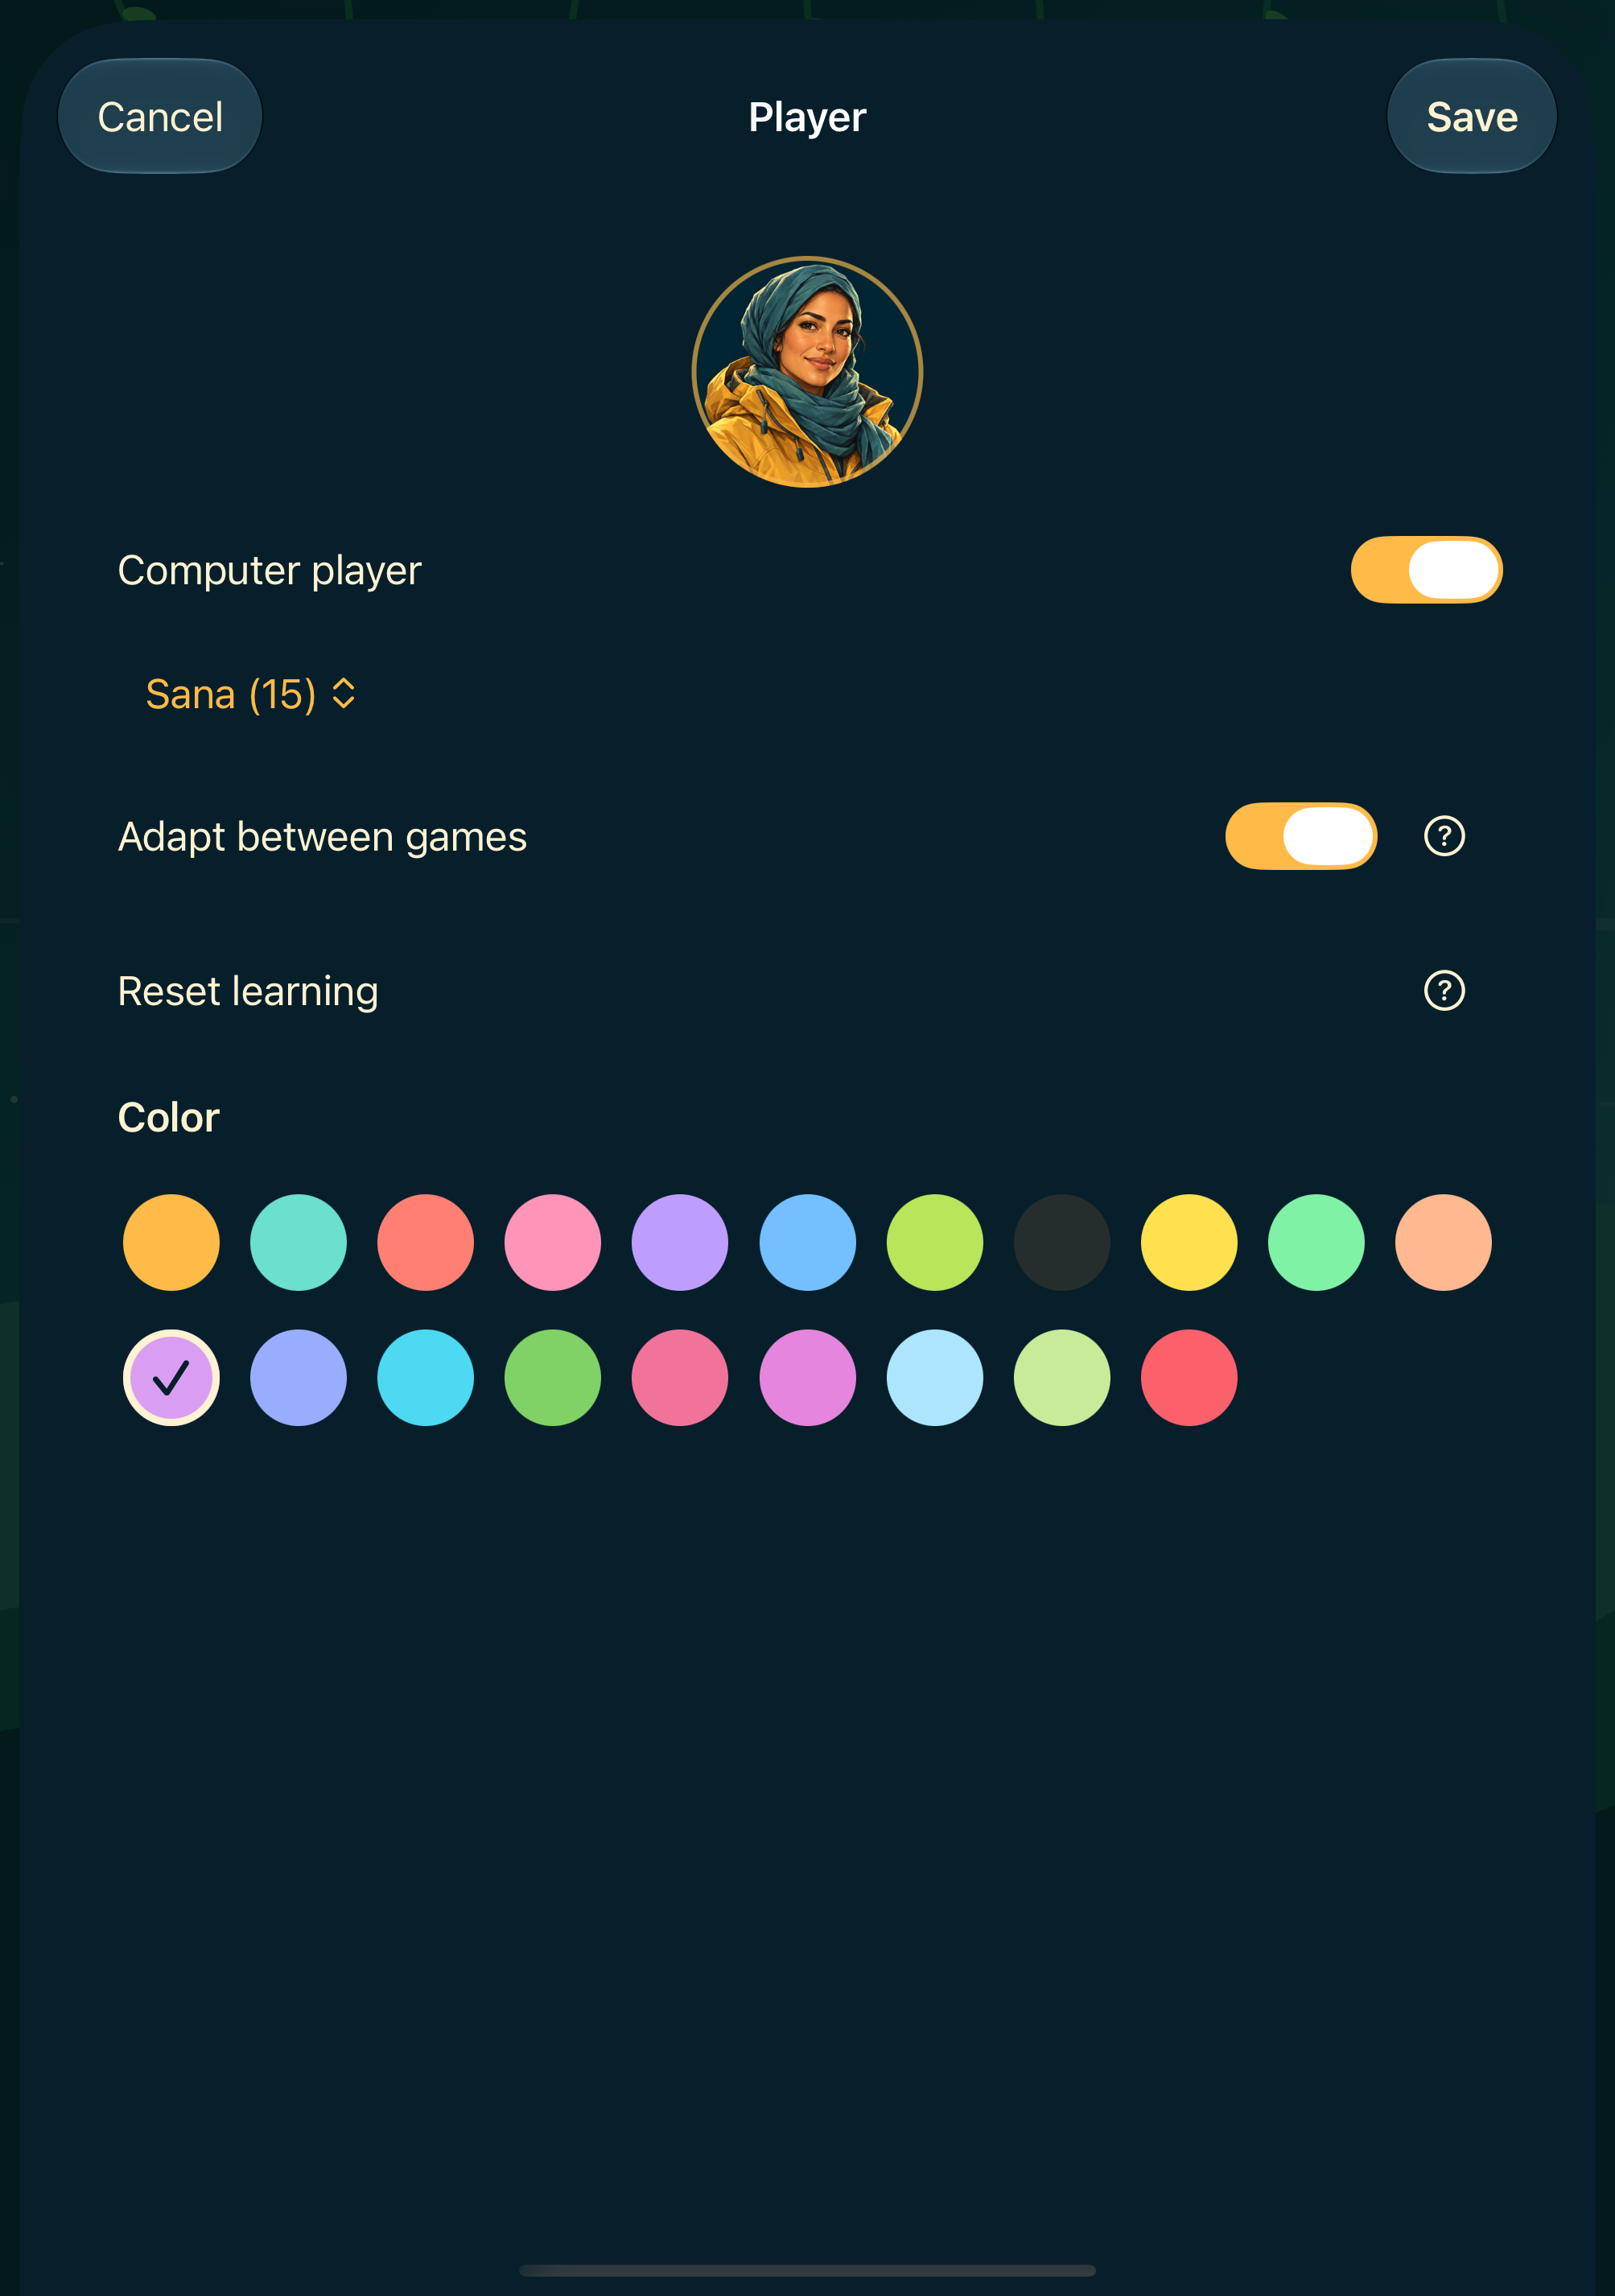 Cancel
Player
Save
Computer player
Sana (15)
Adapt between games
?
Reset learning
?
Color